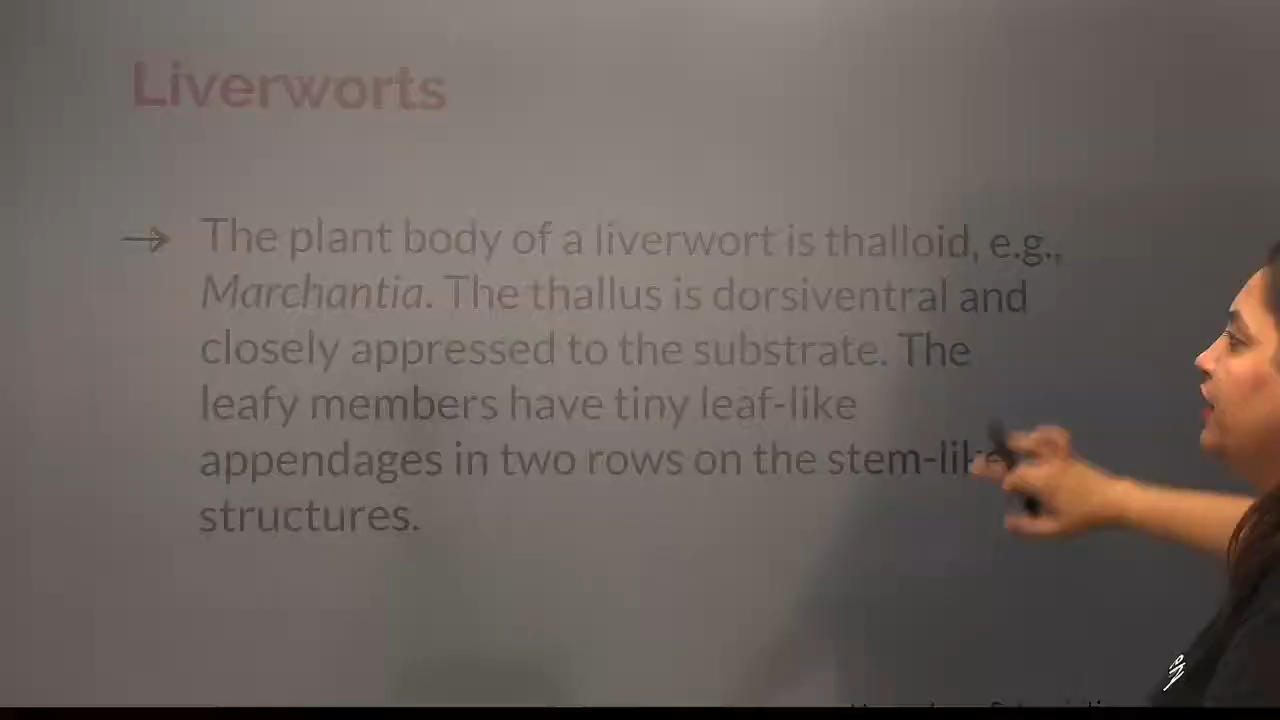 Liverworts
→ The plant body of a liverwort is thalloid, e.g.,
Marchantia. The thallus is dorsiventral and
closely appressed to the substrate. The
leafy members have tiny leaf-like
appendages in two rows on the stem-like
structures.